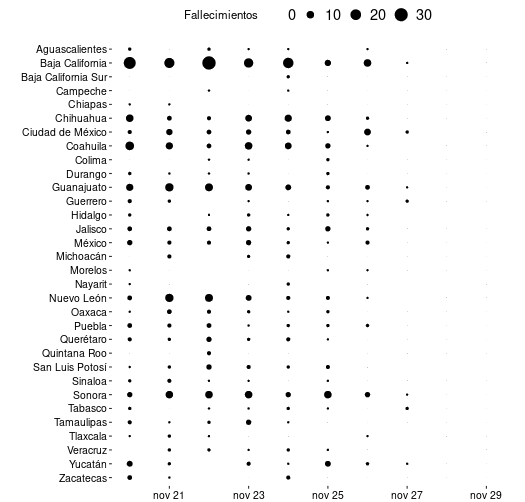 Fallecimientos 0 10 20 30
Aguascalientes
Baja California
Baja California Sur
Campeche
Chiapas
Chihuahua
Ciudad de México
Coahuila
Colima
Durango
Guanajuato
Guerrero
Hidalgo
Jalisco
México
Michoacán
Morelos
Nayarit
Nuevo León
Oaxaca
Puebla
Querétaro
Quintana Roo
San Luis Potosí
Sinaloa
Sonora
Tabasco
Tamaulipas
Tlaxcala
Veracruz
Yucatán
Zacatecas
nov 21 nov 23 nov 25 nov 27 nov 29